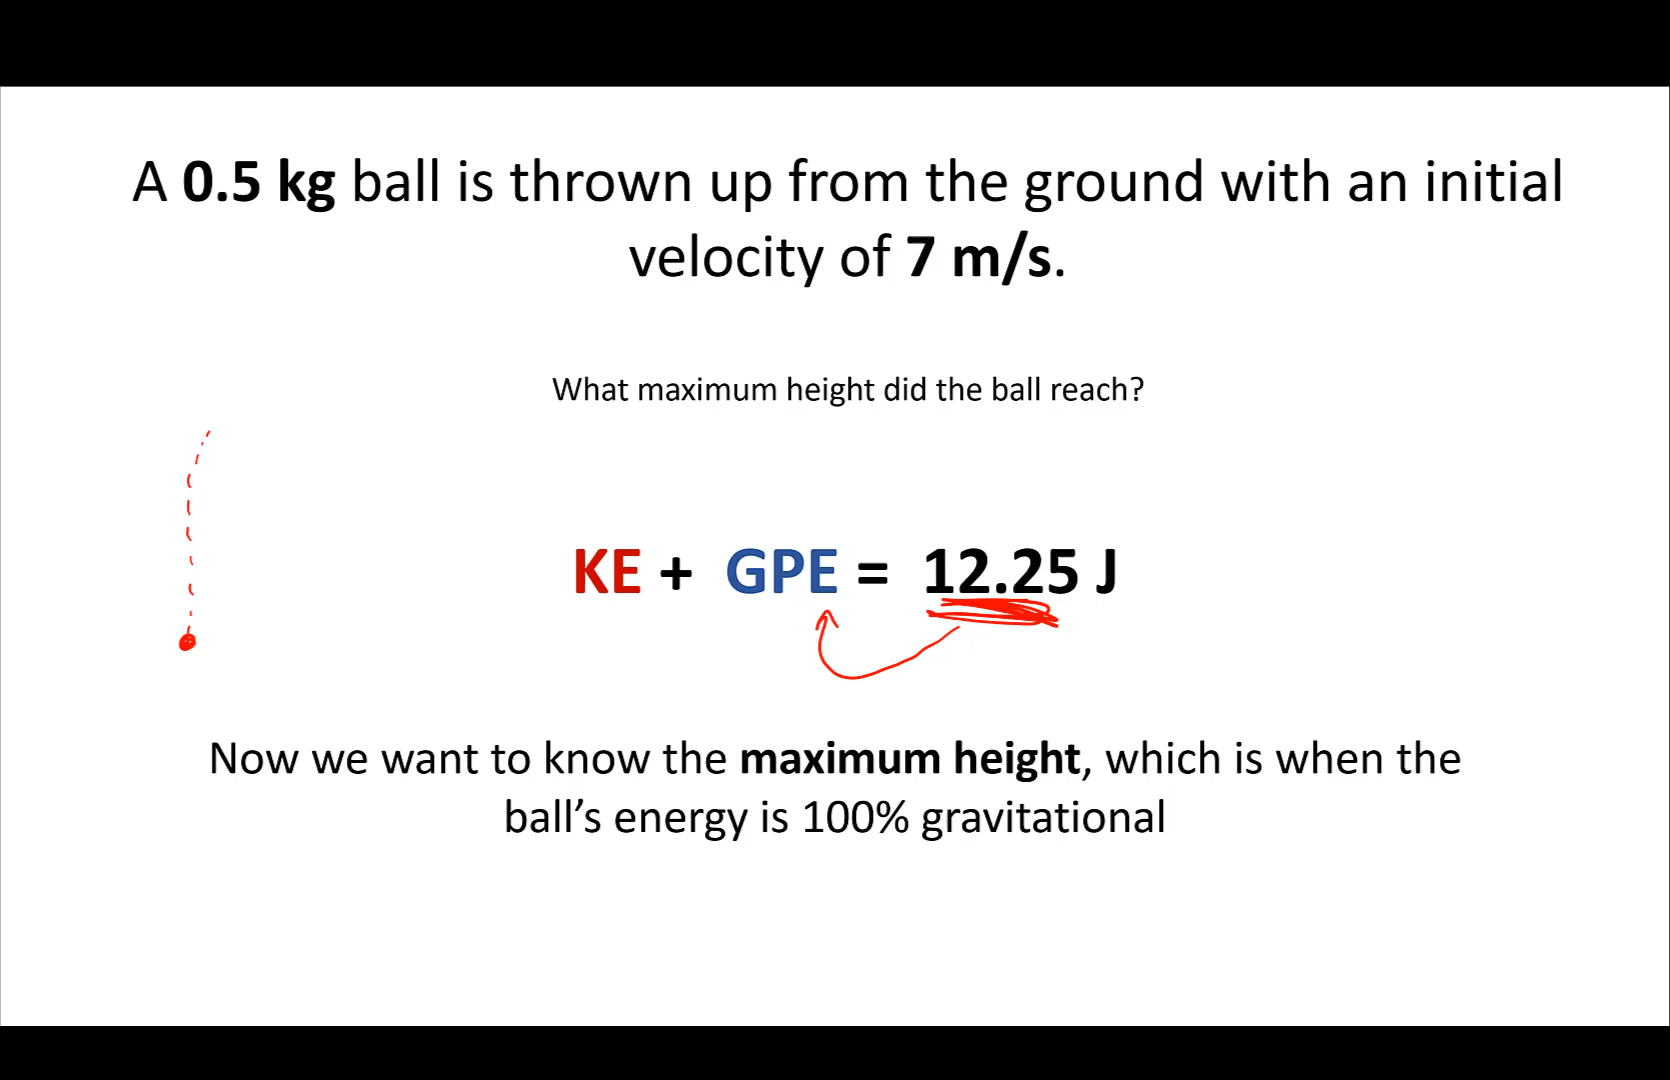 A 0.5 kg ball is thrown up from the ground with an initial
velocity of 7 m/s.
What maximum height did the ball reach?
KE + GPE = 12.25 J
Now we want to know the maximum height, which is when the
ball’s energy is 100% gravitational